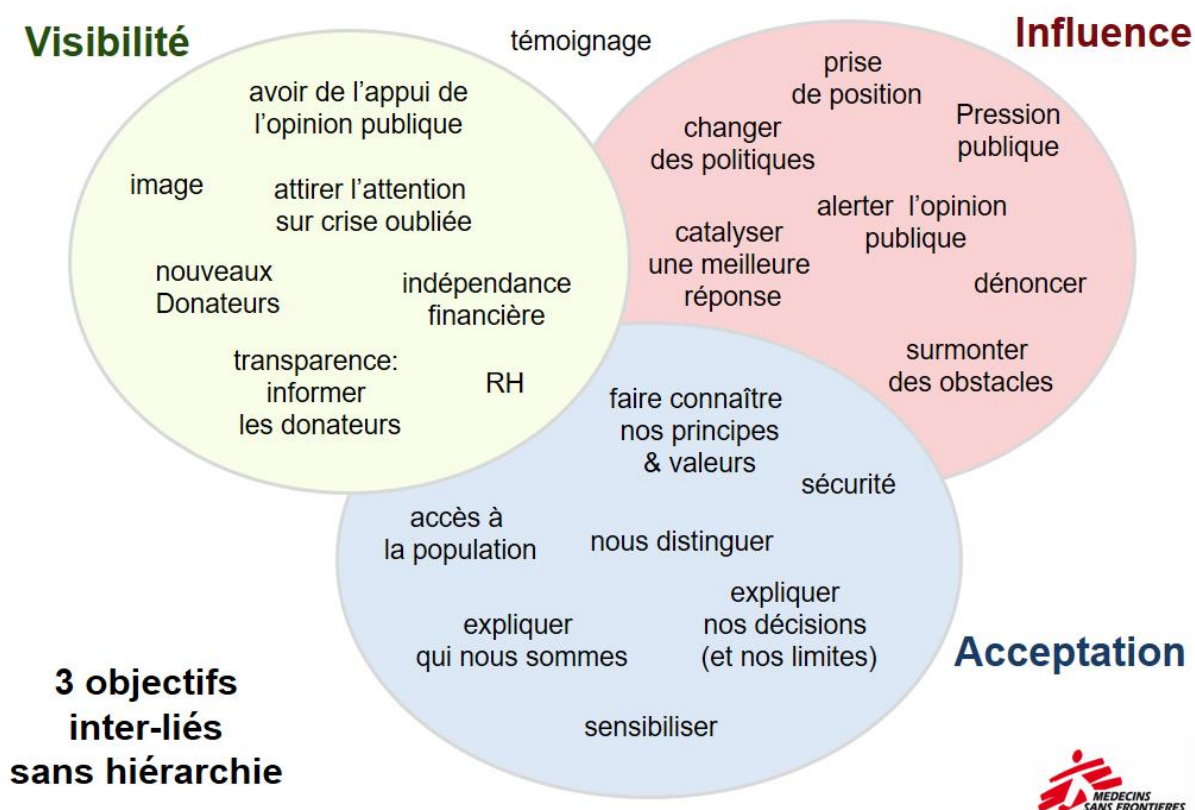 Visibilité
témoignage
Influence
avoir de l'appui de
l'opinion publique
image
attirer l'attention
sur crise oubliée
nouveaux
Donateurs
indépendance
financière
transparence:
informer
les donateurs
RH
prise
de position
changer
des politiques
Pression
publique
alerter l'opinion
publique
catalyser
une meilleure
réponse
dénoncer
surmonter
des obstacles
faire connaître
nos principes
& valeurs
sécurité
accès à
la population
nous distinguer
expliquer
qui nous sommes
expliquer
nos décisions
(et nos limites)
sensibiliser
Acceptation
3 objectifs
inter-liés
sans hiérarchie
MEDECINS
SANS FRONTIERES